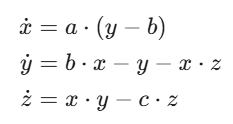 ẋ = a · (y − b)
ẏ = b · x − y − x · z
ż = x · y − c · z